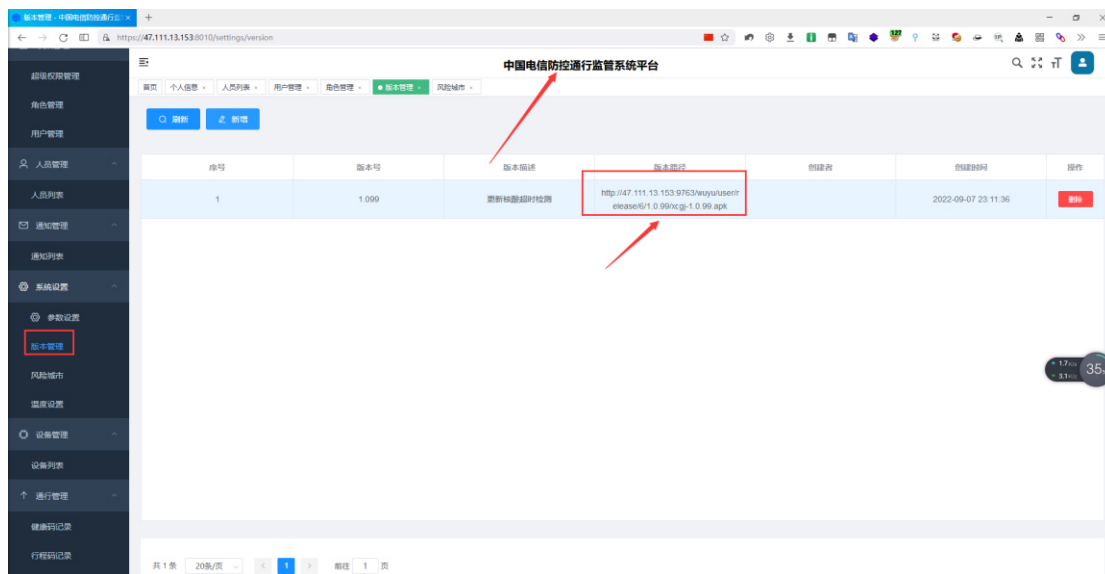 版本管理 - 中国电信防控通行监管 ×
https://47.111.13.153:8010/settings/version
127
超级权限管理
角色管理
用户管理
人员管理
人员列表
通知管理
通知列表
系统设置
参数设置
版本管理
风险城市
温度设置
设备管理
设备列表
通行管理
健康码记录
行程码记录
中国电信防控通行监管系统平台
首页 个人信息 × 人员列表 × 用户管理 × 角色管理 × 版本管理 × 风险城市 ×
刷新 新增
序号 版本号 版本描述 版本路径 创建者 创建时间 操作
1 1.099 更新核酸超时检测 http://47.111.13.153:9763/wuyu/user/r 2022-09-07 23:11:36 删除
elease/6/1.0.99/xcgj-1.0.99.apk
1.7K/s
3.1K/s
35
共 1 条 20条/页 < 1 > 前往 1 页